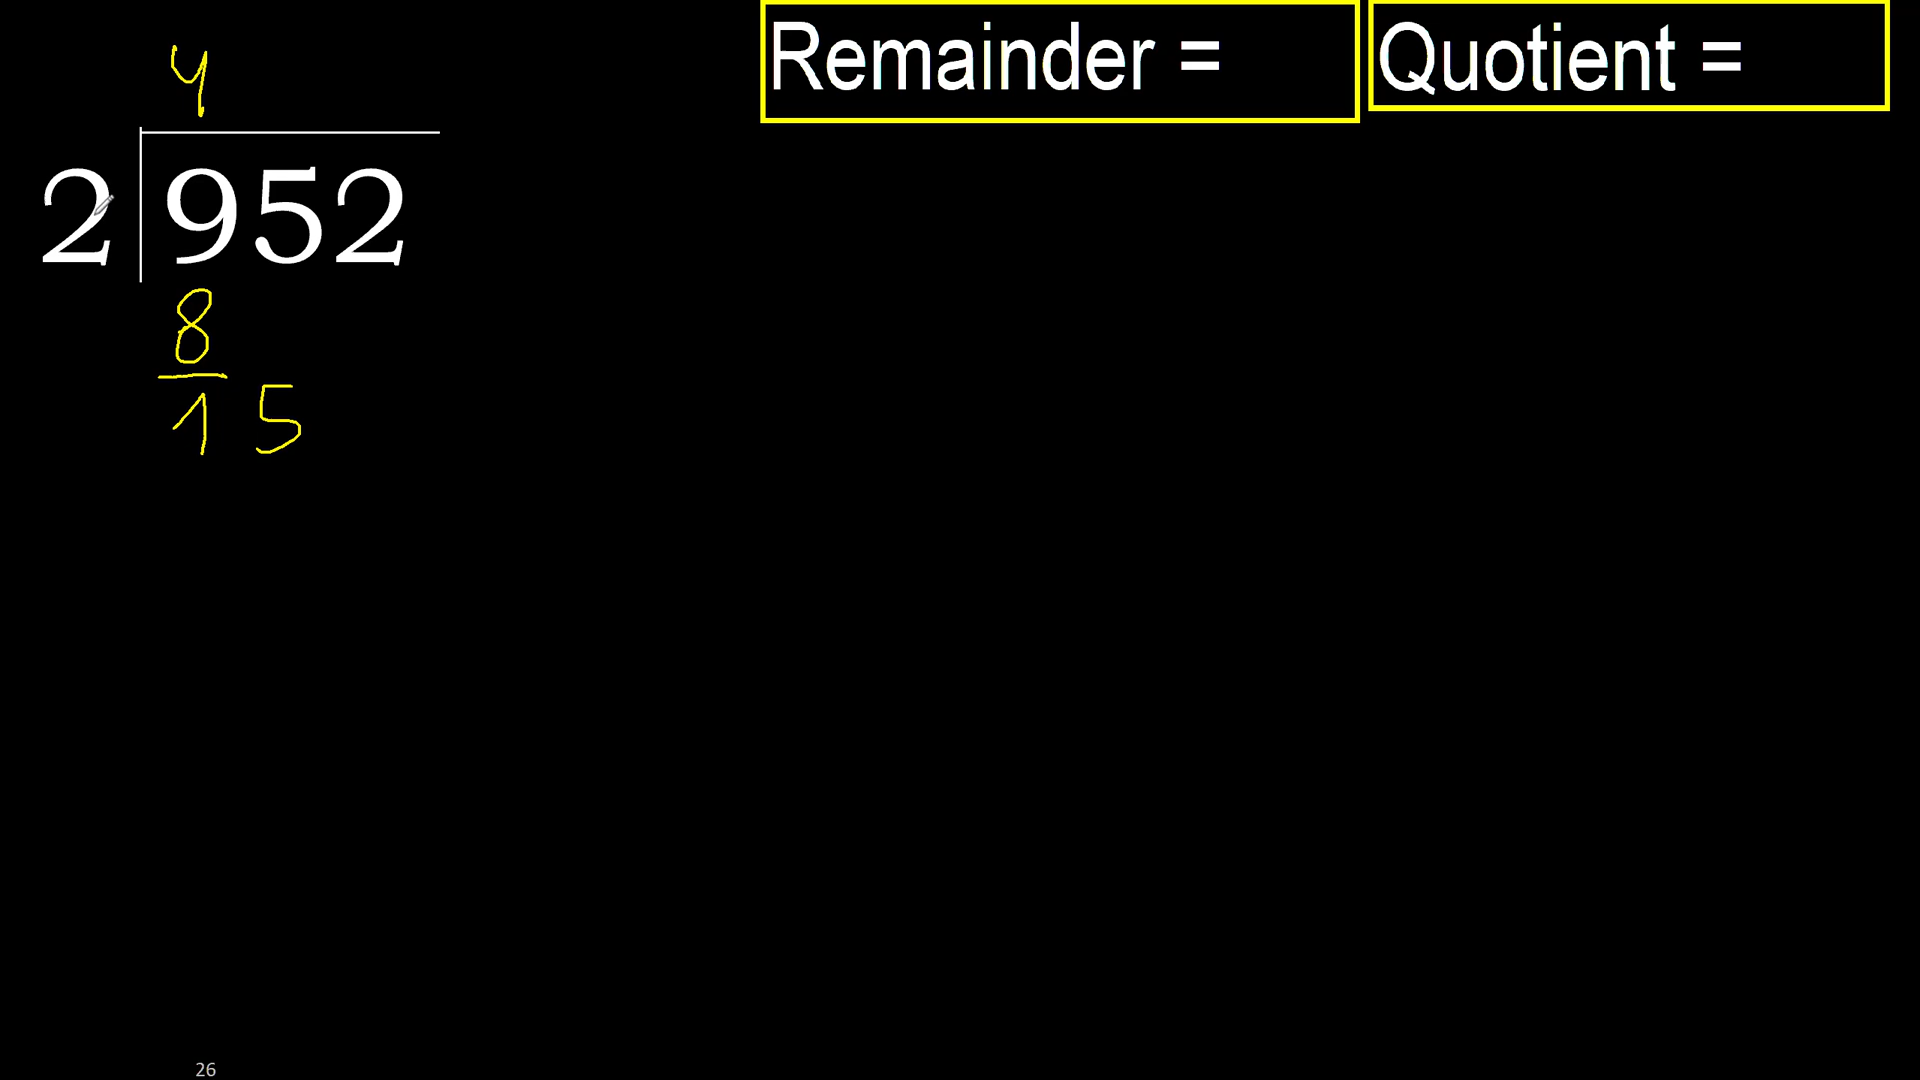 4
Remainder =
Quotient =
2 952
8
15
26